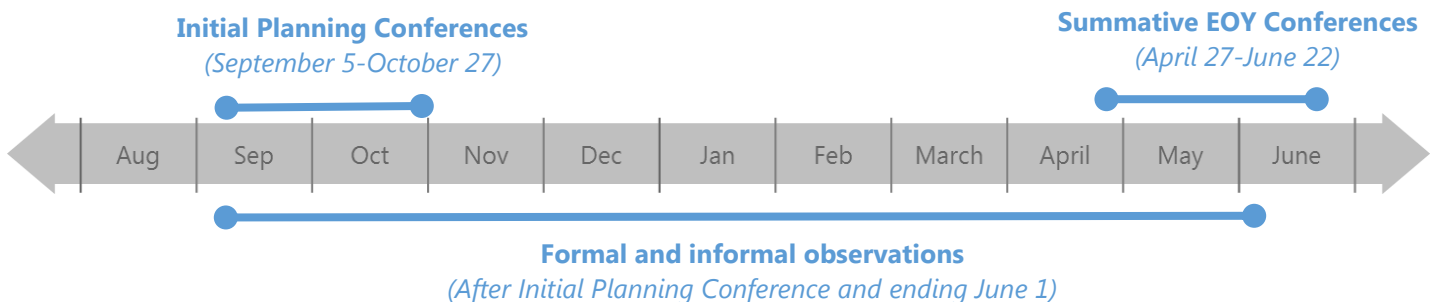 Initial Planning Conferences
(September 5-October 27)
Summative EOY Conferences
(April 27-June 22)
Aug
Sep
Oct
Nov
Dec
Jan
Feb
March
April
May
June
Formal and informal observations
(After Initial Planning Conference and ending June 1)